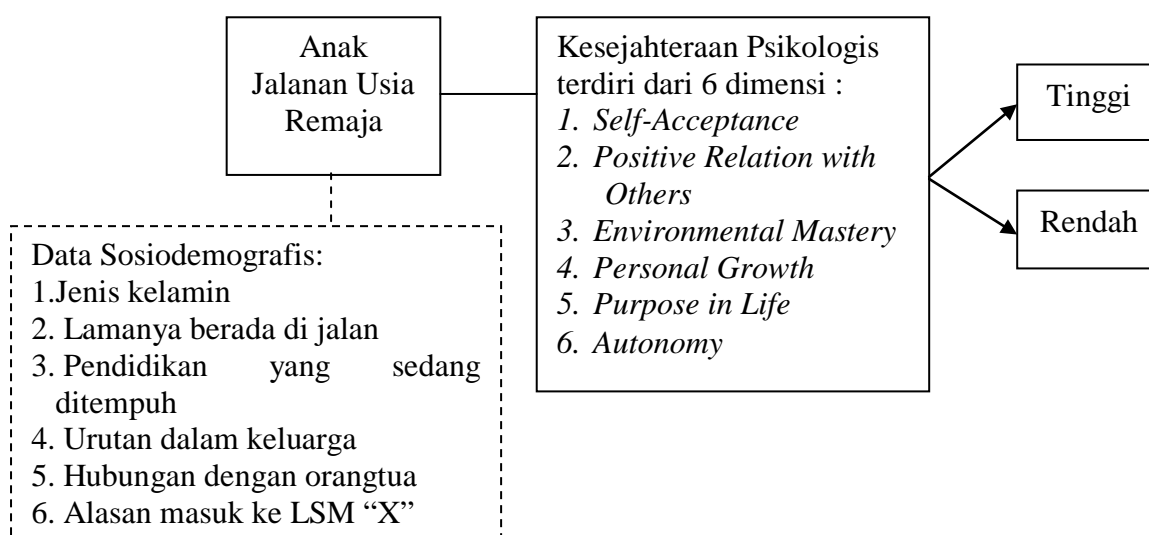 Anak
Jalanan Usia
Remaja
Kesejahteraan Psikologis
terdiri dari 6 dimensi :
1. Self-Acceptance
2. Positive Relation with
Others
3. Environmental Mastery
4. Personal Growth
5. Purpose in Life
6. Autonomy
Tinggi
Rendah
Data Sosiodemografis:
1.Jenis kelamin
2. Lamanya berada di jalan
3. Pendidikan yang sedang
ditempuh
4. Urutan dalam keluarga
5. Hubungan dengan orangtua
6. Alasan masuk ke LSM “X”